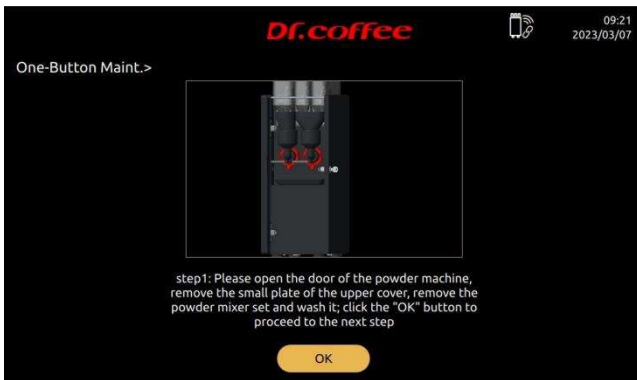 Dr.coffee
09:21
2023/03/07
One-Button Maint.>
step1: Please open the door of the powder machine,
remove the small plate of the upper cover, remove the
powder mixer set and wash it; click the "OK" button to
proceed to the next step
OK